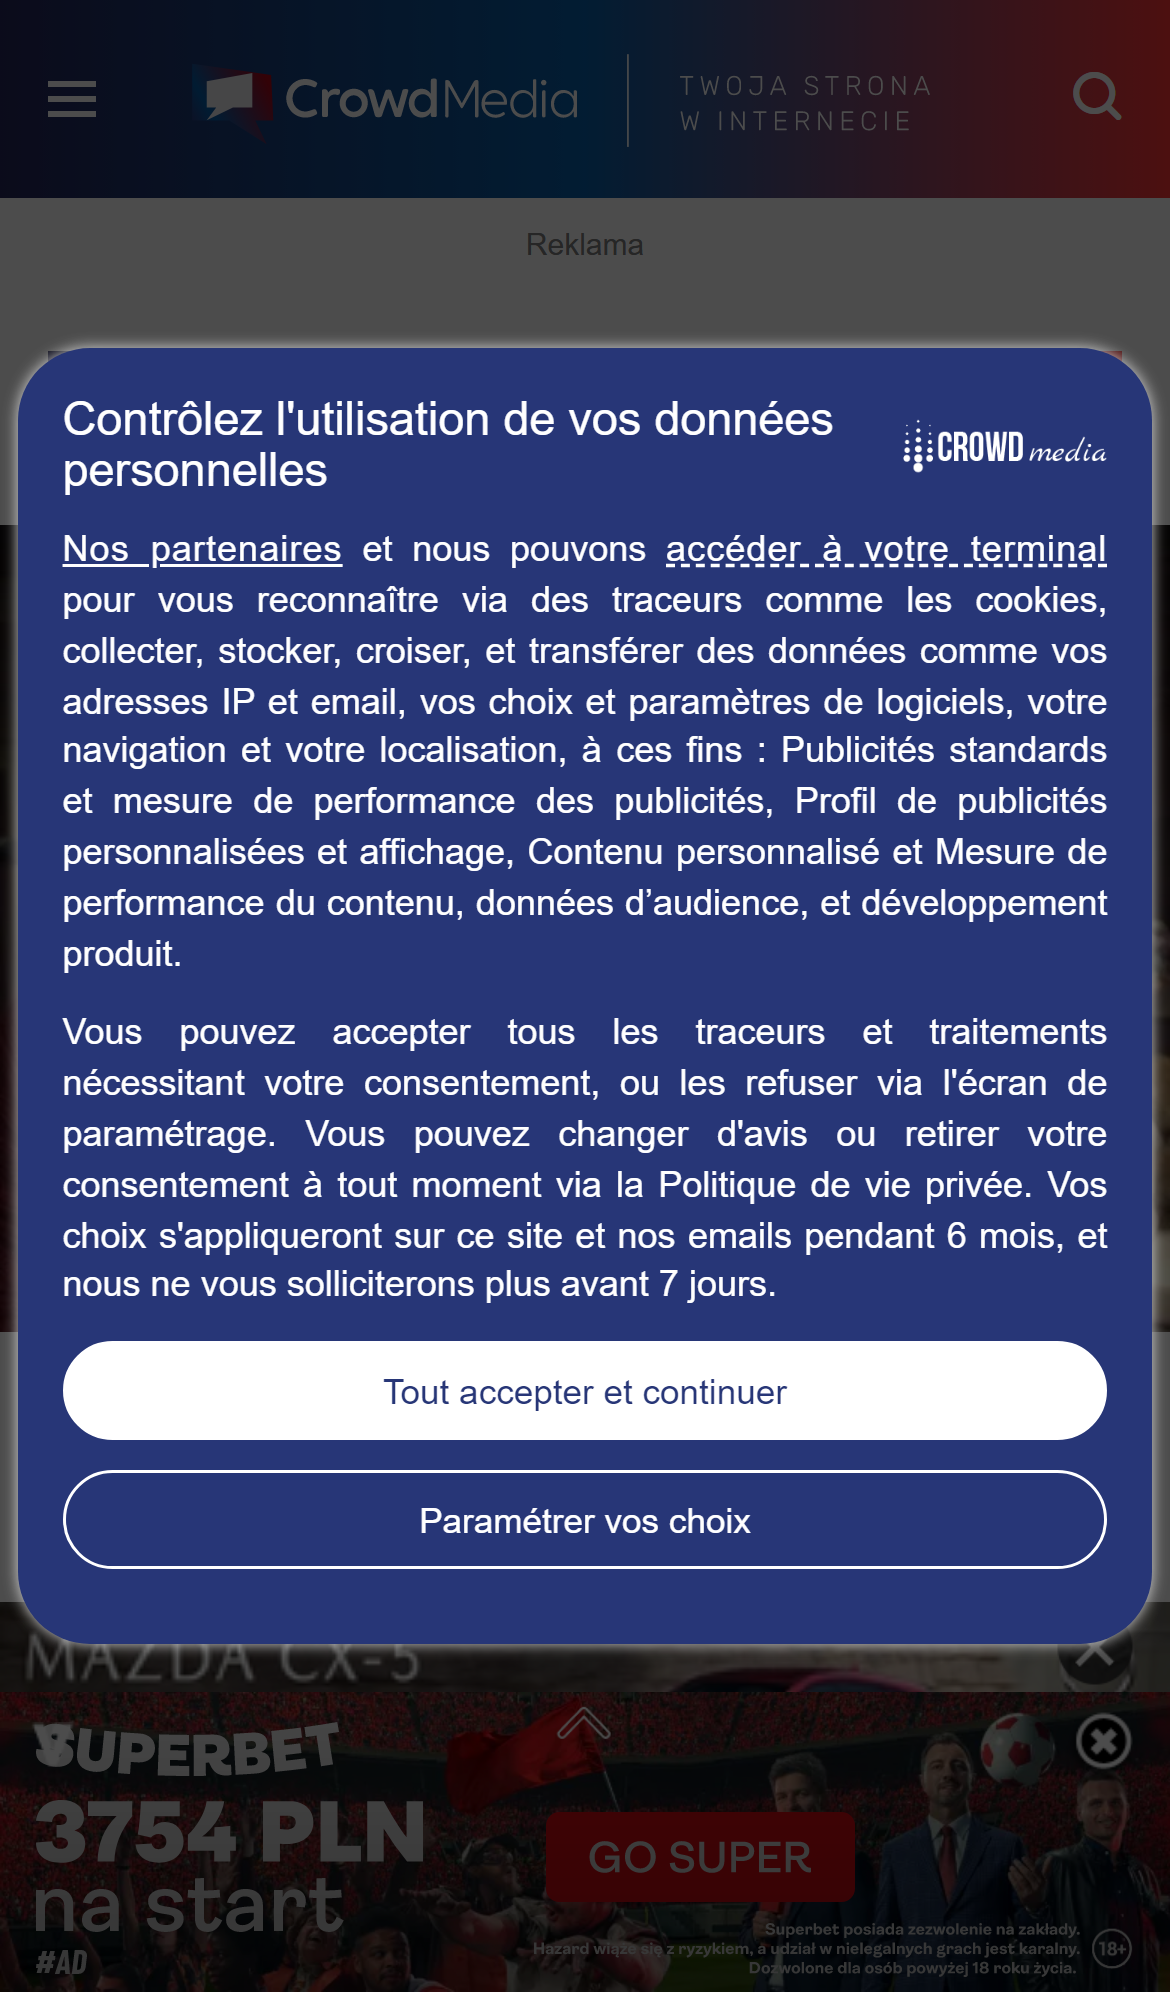 CrowdMedia
TWOJA STRONA
W INTERNECIE
Reklama
Contrôlez l'utilisation de vos données
personnelles
CROWD media
Nos partenaires et nous pouvons accéder à votre terminal
pour vous reconnaître via des traceurs comme les cookies,
collecter, stocker, croiser, et transférer des données comme vos
adresses IP et email, vos choix et paramètres de logiciels, votre
navigation et votre localisation, à ces fins : Publicités standards
et mesure de performance des publicités, Profil de publicités
personnalisées et affichage, Contenu personnalisé et Mesure de
performance du contenu, données d’audience, et développement
produit.
Vous pouvez accepter tous les traceurs et traitements
nécessitant votre consentement, ou les refuser via l'écran de
paramétrage. Vous pouvez changer d'avis ou retirer votre
consentement à tout moment via la Politique de vie privée. Vos
choix s'appliqueront sur ce site et nos emails pendant 6 mois, et
nous ne vous solliciterons plus avant 7 jours.
Tout accepter et continuer
Paramétrer vos choix
MAZDA CX-5
SUPERBET
3754 PLN
na start
#AD
GO SUPER
Superbet posiada zezwolenie na zakłady.
Hazard wiąże się z ryzykiem, a udział w nielegalnych grach jest karalny.
Dozwolone dla osób powyżej 18 roku życia.
18+